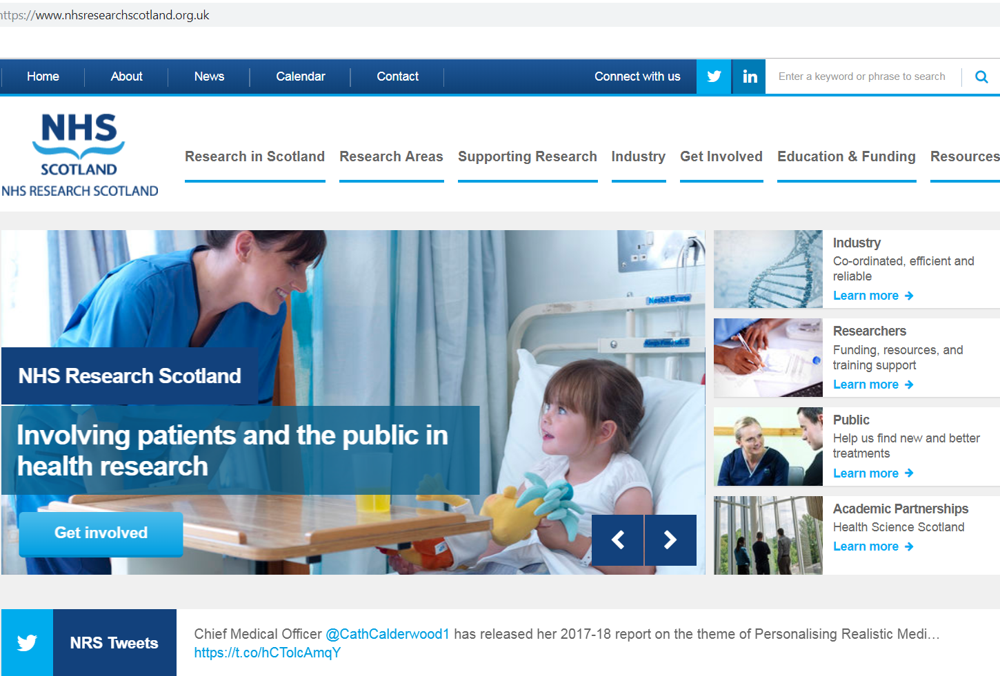 https://www.nhsresearchscotland.org.uk
Home About News Calendar Contact Connect with us in Enter a keyword or phrase to search
NHS
SCOTLAND
NHS RESEARCH SCOTLAND
Research in Scotland Research Areas Supporting Research Industry Get Involved Education & Funding Resources
Nesbit Evans
NHS Research Scotland
Involving patients and the public in
health research
Get involved
Industry
Co-ordinated, efficient and
reliable
Learn more
Researchers
Funding, resources, and
training support
Learn more
Public
Help us find new and better
treatments
Learn more
Academic Partnerships
Health Science Scotland
Learn more
NRS Tweets
Chief Medical Officer @CathCalderwood1 has released her 2017-18 report on the theme of Personalising Realistic Medi…
https://t.co/hCTolcAmqY